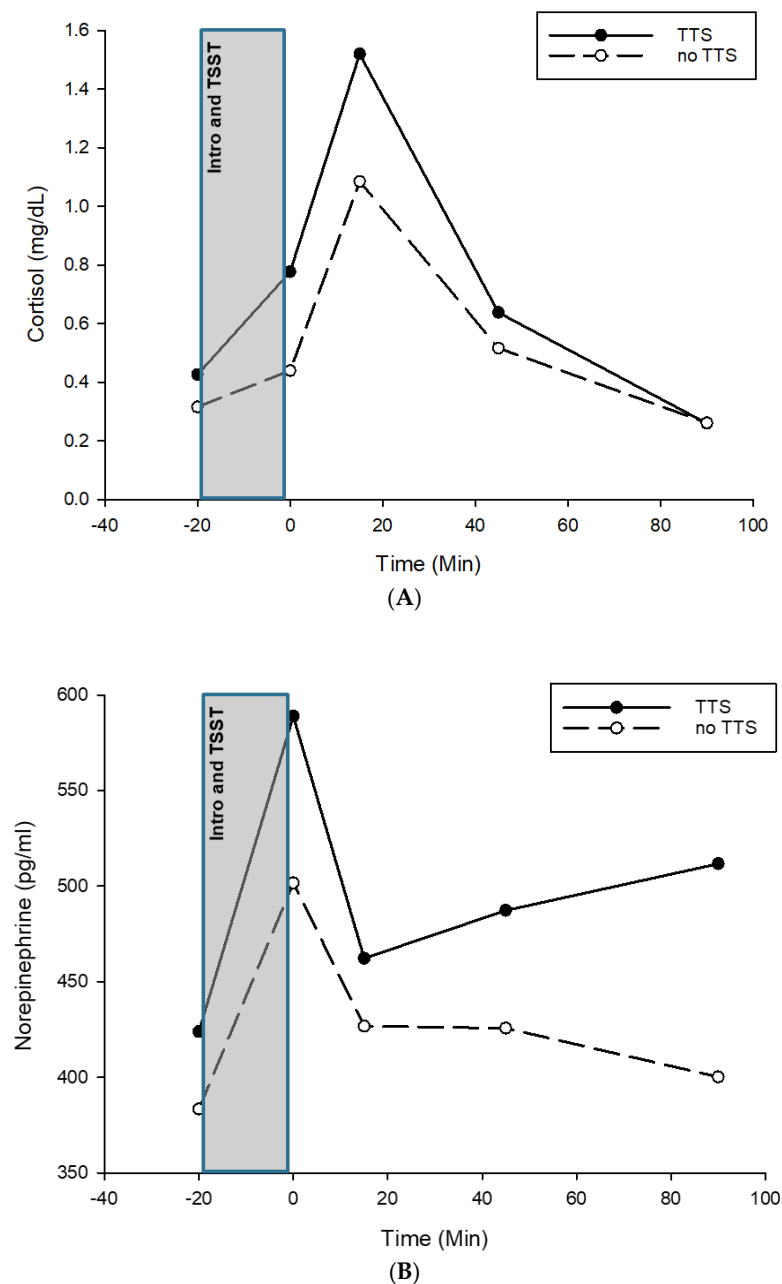 1.6
1.4
1.2
1.0
0.8
0.6
0.4
0.2
0.0
Cortisol (mg/dL)
Intro and TSST
TTS
no TTS
-40 -20 0 20 40 60 80 100
Time (Min)
(A)
600
550
500
450
400
350
Norepinephrine (pg/ml)
Intro and TSST
TTS
no TTS
-40 -20 0 20 40 60 80 100
Time (Min)
(B)